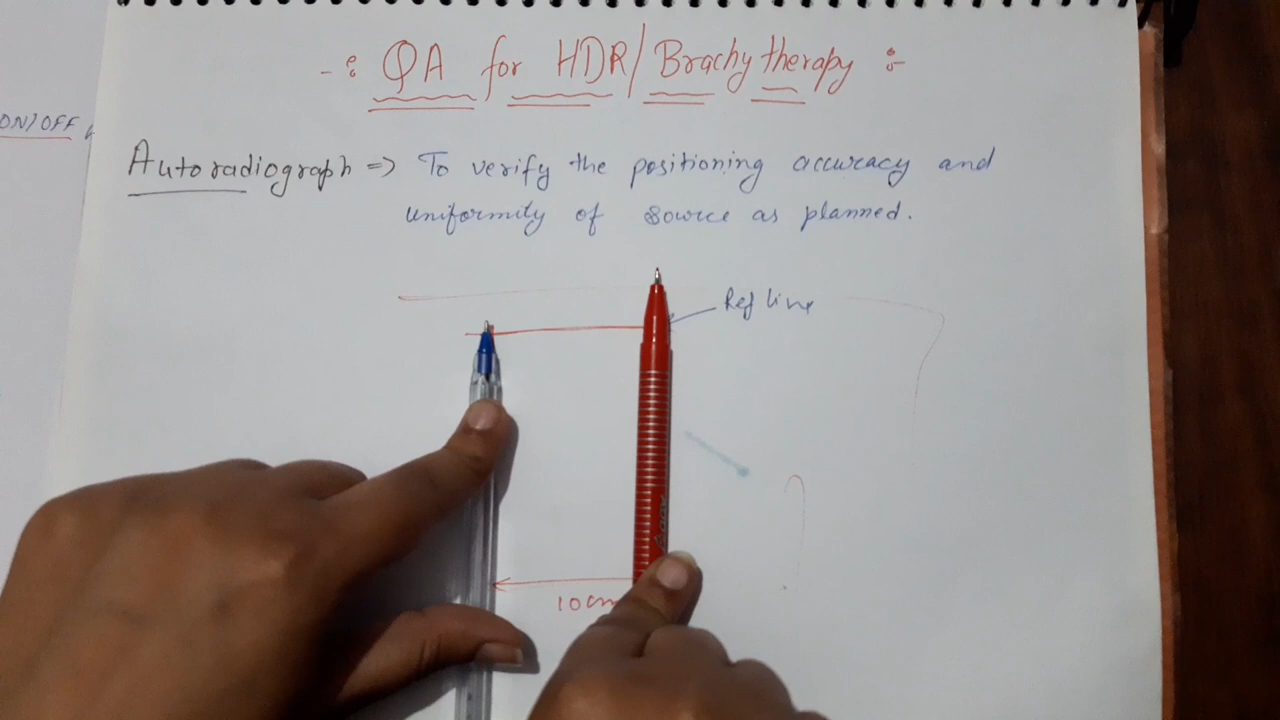 -: QA for HDR/Brachy therapy :-
ON/OFF
Autoradiograph => To verify the positioning accuracy and
uniformity of source as planned.
Ref line
10cm